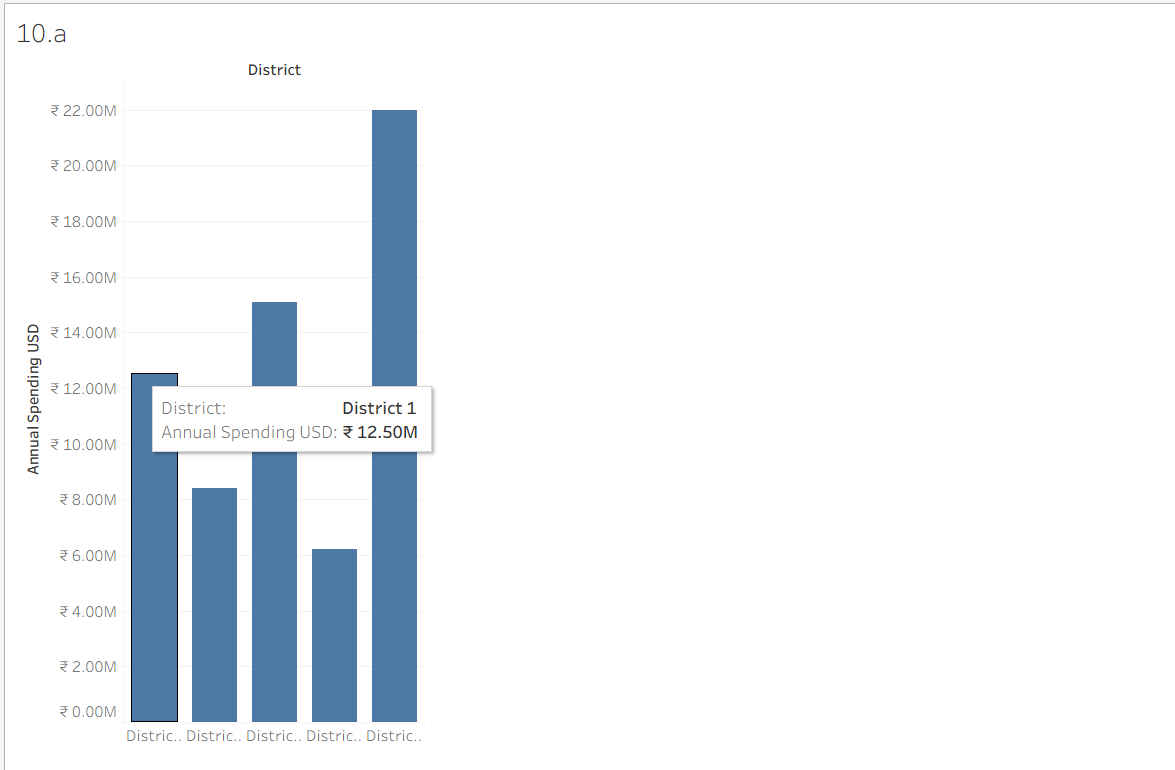 10.a
District
₹ 22.00M
₹ 20.00M
₹ 18.00M
₹ 16.00M
₹ 14.00M
₹ 12.00M
₹ 10.00M
₹ 8.00M
₹ 6.00M
₹ 4.00M
₹ 2.00M
₹ 0.00M
Annual Spending USD
District: District 1
Annual Spending USD: ₹ 12.50M
Distric.. Distric.. Distric.. Distric.. Distric..